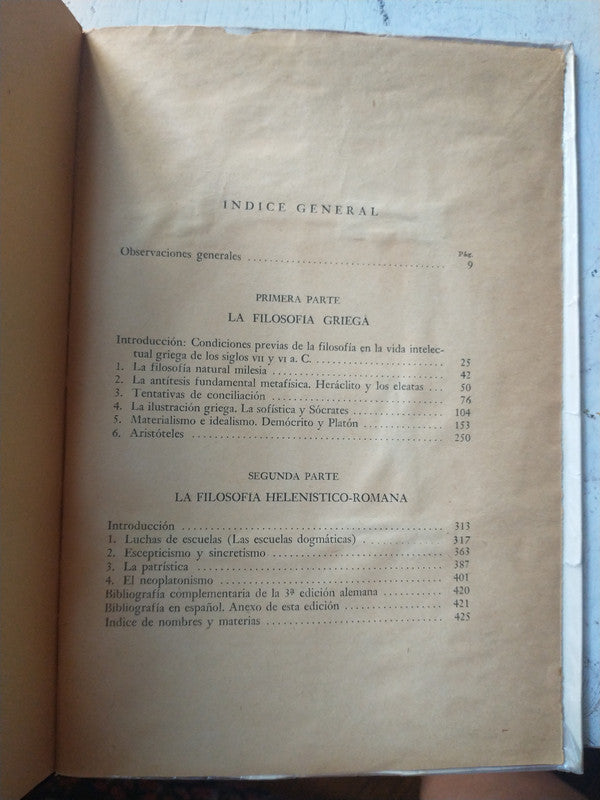 INDICE GENERAL
Pág.
Observaciones generales .................................... 9
PRIMERA PARTE
LA FILOSOFÍA GRIEGA
Introducción: Condiciones previas de la filosofía en la vida intelec-
tual griega de los siglos VII y VI a. C. .......................... 25
1. La filosofía natural milesia .................................. 42
2. La antítesis fundamental metafísica. Heráclito y los eleatas ... 50
3. Tentativas de conciliación ................................... 76
4. La ilustración griega. La sofística y Sócrates .................. 104
5. Materialismo e idealismo. Demócrito y Platón ................ 153
6. Aristóteles ................................................. 250
SEGUNDA PARTE
LA FILOSOFÍA HELENISTICO-ROMANA
Introducción ................................................ 313
1. Luchas de escuelas (Las escuelas dogmáticas) ................ 317
2. Escepticismo y sincretismo .................................. 363
3. La patrística ............................................... 387
4. El neoplatonismo ........................................... 401
Bibliografía complementaria de la 3ª edición alemana ............. 420
Bibliografía en español. Anexo de esta edición ................... 421
Indice de nombres y materias ................................. 425